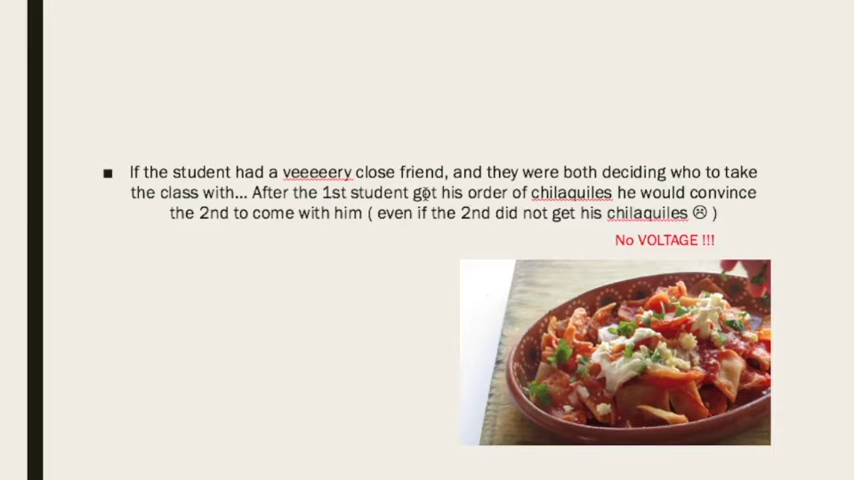 If the student had a veeeeery close friend, and they were both deciding who to take
the class with... After the 1st student got his order of chilaquiles he would convince
the 2nd to come with him ( even if the 2nd did not get his chilaquiles ☹ )
No VOLTAGE !!!